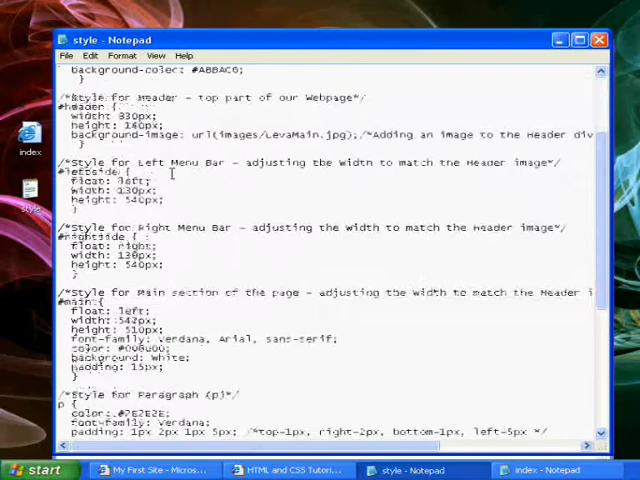 style - Notepad
File Edit Format View Help
background-color: #ABBAC6;
}
/*Style for Header - top part of our Webpage*/
#header {
width: 830px;
height: 160px;
background-image: url(images/LevaMain.jpg);/*Adding an image to the Header div
}
/*Style for Left Menu Bar - adjusting the width to match the Header image*/
#leftside {
float: left;
width: 130px;
height: 540px;
}
/*Style for Right Menu Bar - adjusting the width to match the Header image*/
#rightside {
float: right;
width: 130px;
height: 540px;
}
/*Style for Main section of the page - adjusting the width to match the Header i
#main{
float: left;
width: 542px;
height: 510px;
font-family: Verdana, Arial, sans-serif;
color:
background: white;
padding: 15px;
}
/*Style for Paragraph (p)*/
p {
color: #2E2E2E;
font-family: Verdana;
padding: 1px 2px 1px 5px; /*top-1px, right-2px, bottom-1px, left-5px */
index
style
start
My First Site - Micros...
HTML and CSS Tutori...
style - Notepad
index - Notepad